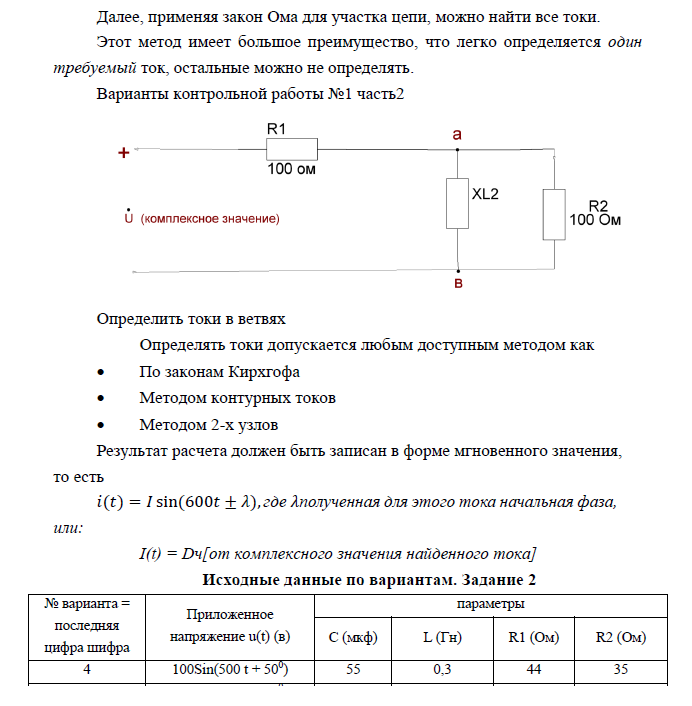 Далее, применяя закон Ома для участка цепи, можно найти все токи.
Этот метод имеет большое преимущество, что легко определяется один
требуемый ток, остальные можно не определять.
Варианты контрольной работы №1 часть2
R1
100 ом
а
+
XL2
R2
100 Ом
U̇ (комплексное значение)
в
Определить токи в ветвях
Определять токи допускается любым доступным методом как
• По законам Кирхгофа
• Методом контурных токов
• Методом 2-х узлов
Результат расчета должен быть записан в форме мгновенного значения,
то есть
i(t) = I sin(600t ± λ), где λполученная для этого тока начальная фаза,
или:
I(t) = Dч[от комплексного значения найденного тока]
Исходные данные по вариантам. Задание 2
№ варианта =
последняя
цифра шифра
Приложенное
напряжение u(t) (в)
параметры
С (мкф) L (Гн) R1 (Ом) R2 (Ом)
4 100Sin(500 t + 50⁰) 55 0,3 44 35